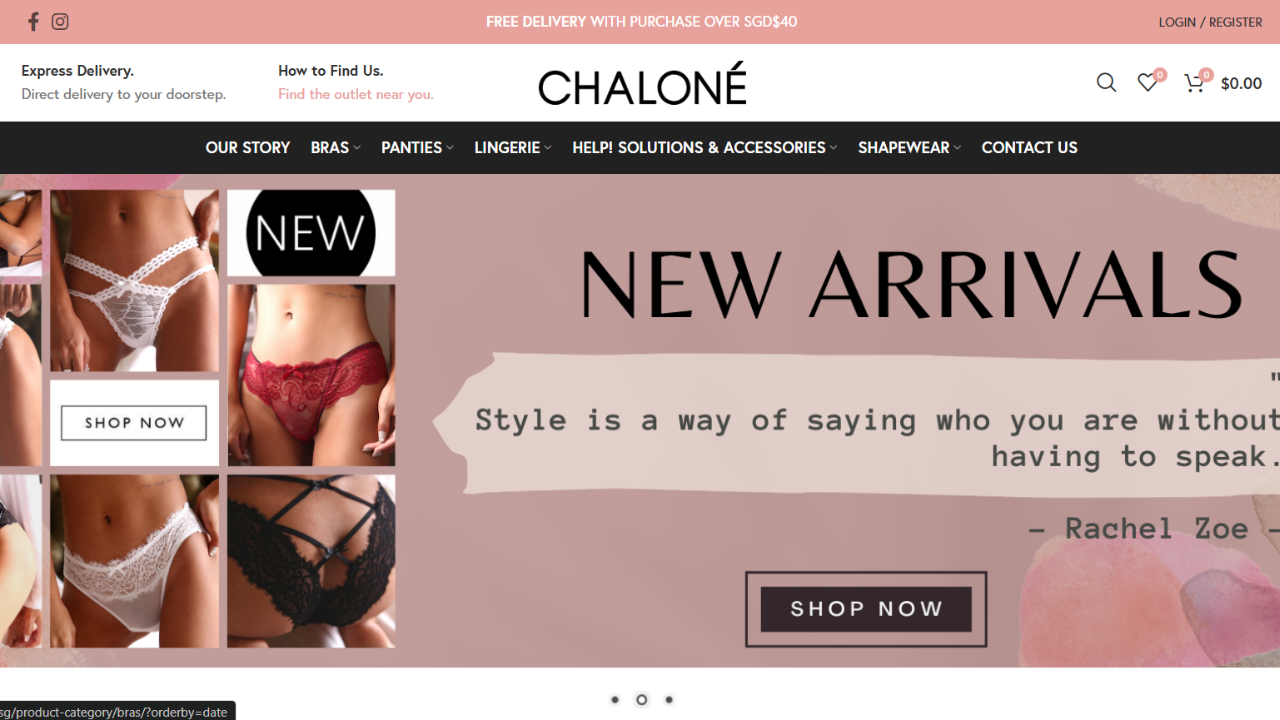 FREE DELIVERY WITH PURCHASE OVER SGD$40
LOGIN / REGISTER
Express Delivery.
Direct delivery to your doorstep.
How to Find Us.
Find the outlet near you.
CHALONÉ
0
0
$0.00
OUR STORY
BRAS
PANTIES
LINGERIE
HELP! SOLUTIONS & ACCESSORIES
SHAPEWEAR
CONTACT US
NEW
SHOP NOW
NEW ARRIVALS
"
Style is a way of saying who you are without
having to speak.
– Rachel Zoe –
SHOP NOW
sg/product-category/bras/?orderby=date